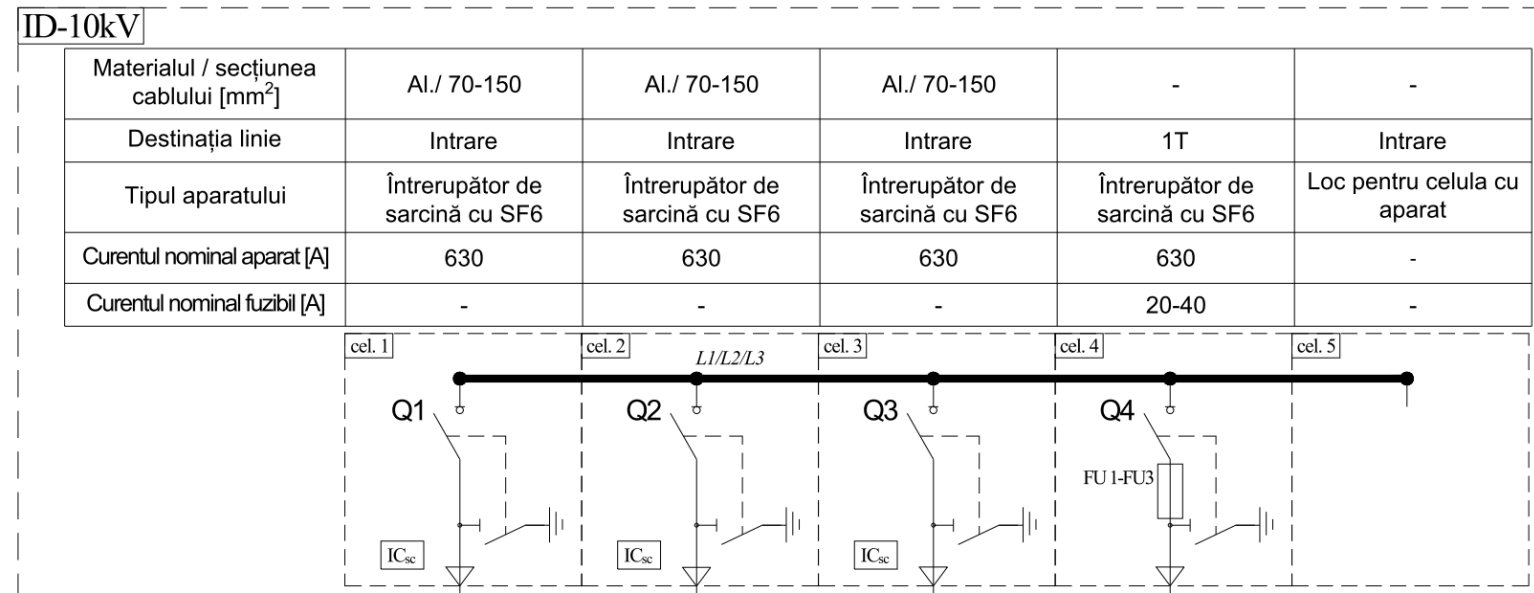 ID-10kV
Materialul / secțiunea cablului [mm²] Al./ 70-150 Al./ 70-150 Al./ 70-150 - -
Destinația linie Intrare Intrare Intrare 1T Intrare
Tipul aparatului Întrerupător de sarcină cu SF6 Întrerupător de sarcină cu SF6 Întrerupător de sarcină cu SF6 Întrerupător de sarcină cu SF6 Loc pentru celula cu aparat
Curentul nominal aparat [A] 630 630 630 630 -
Curentul nominal fuzibil [A] - - - 20-40 -
cel. 1 cel. 2 cel. 3 cel. 4 cel. 5
L1/L2/L3
Q1 Q2 Q3 Q4
FU 1-FU3
ICsc ICsc ICsc